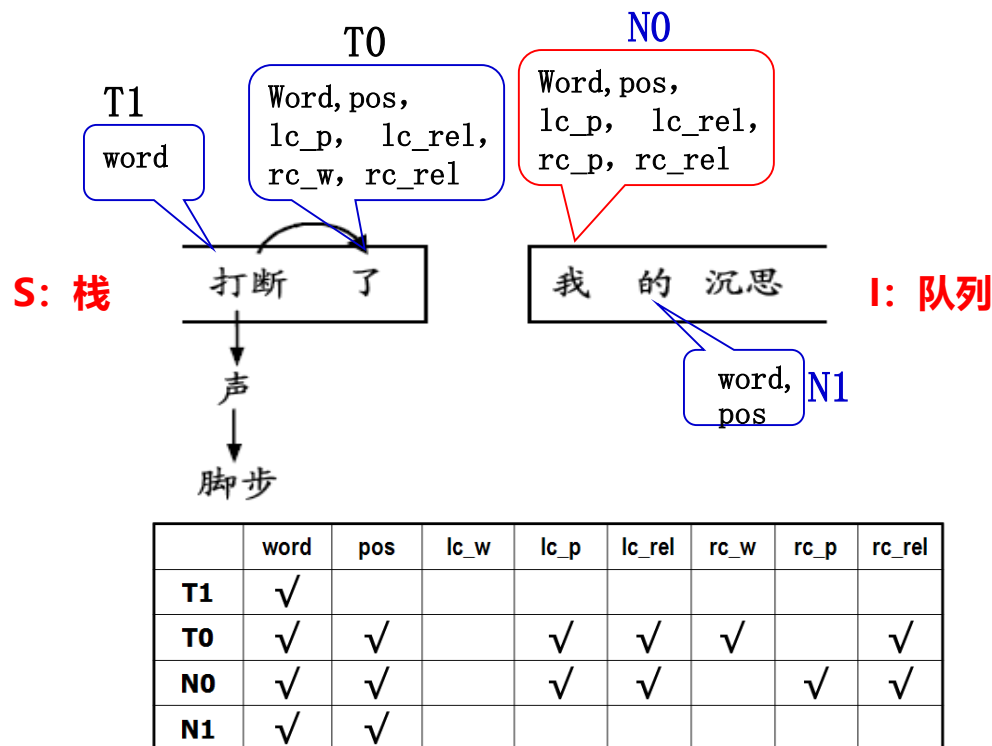 N0
T0
Word,pos,
lc_p, lc_rel,
rc_p, rc_rel
Word,pos,
lc_p, lc_rel,
rc_w, rc_rel
T1
word
S: 栈
打断 了
我 的 沉思
I: 队列
word,
pos
N1
声
脚步
word pos lc_w lc_p lc_rel rc_w rc_p rc_rel
T1 √
T0 √ √ √ √ √ √
N0 √ √ √ √ √ √
N1 √ √